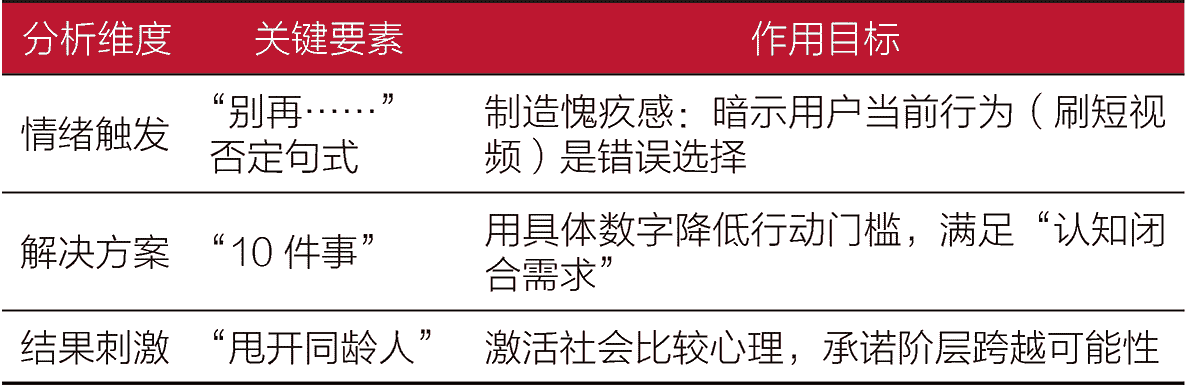 分析维度 关键要素 作用目标
情绪触发 “别再……” 否定句式 制造愧疚感：暗示用户当前行为（刷短视
频）是错误选择
解决方案 “10 件事” 用具体数字降低行动门槛，满足“认知闭
合需求”
结果刺激 “甩开同龄人” 激活社会比较心理，承诺阶层跨越可能性